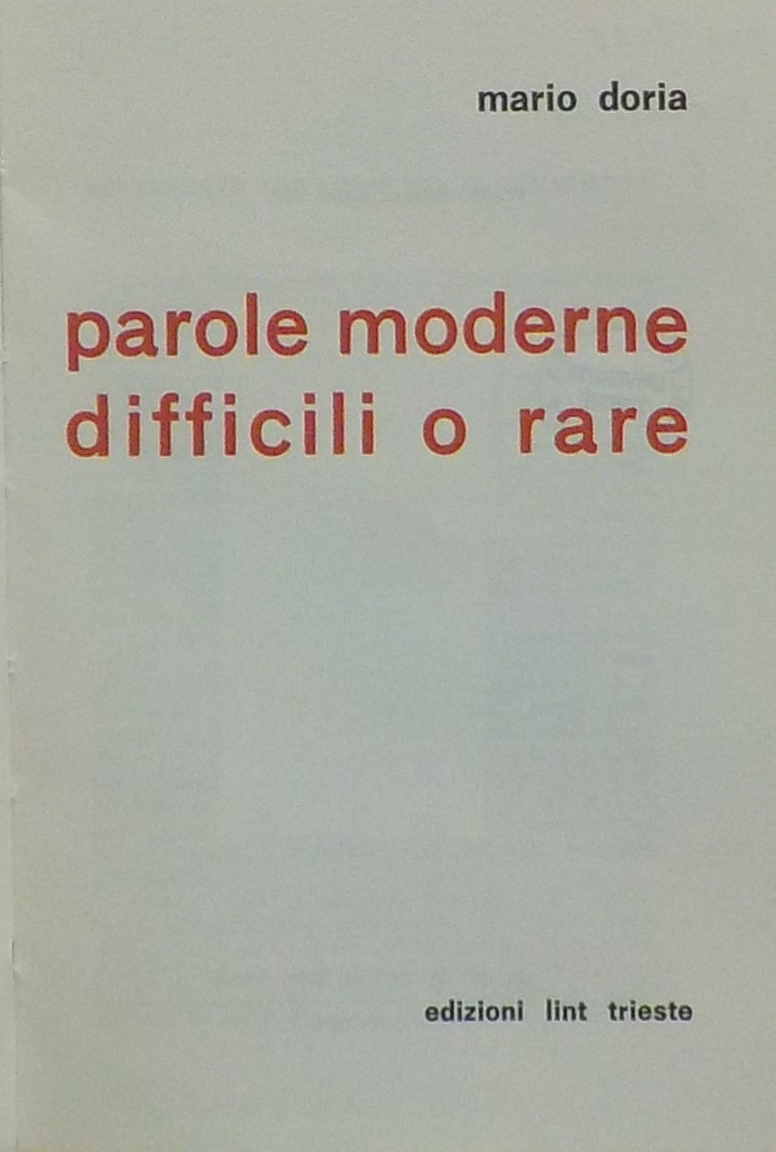 mario doria
parole moderne
difficili o rare
edizioni lint trieste